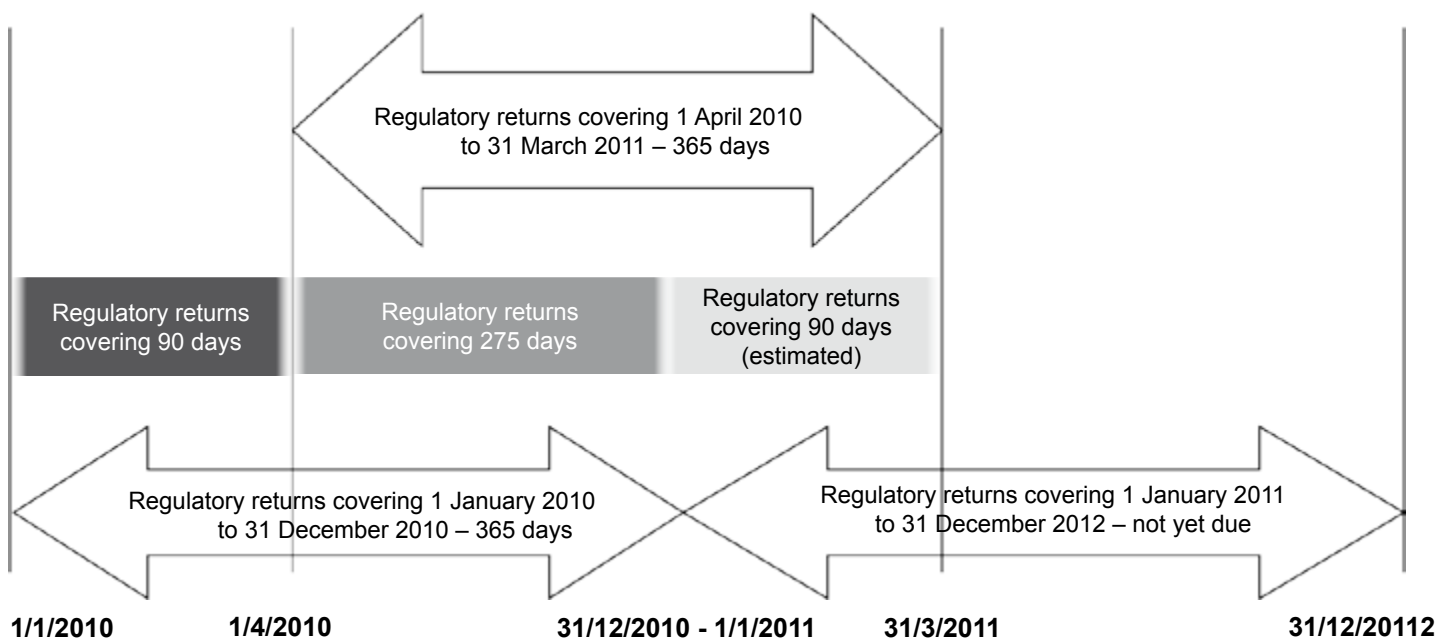 Regulatory returns covering 1 April 2010
to 31 March 2011 – 365 days
Regulatory returns
covering 90 days
Regulatory returns
covering 275 days
Regulatory returns
covering 90 days
(estimated)
Regulatory returns covering 1 January 2010
to 31 December 2010 – 365 days
Regulatory returns covering 1 January 2011
to 31 December 2012 – not yet due
1/1/2010
1/4/2010
31/12/2010 - 1/1/2011
31/3/2011
31/12/20112